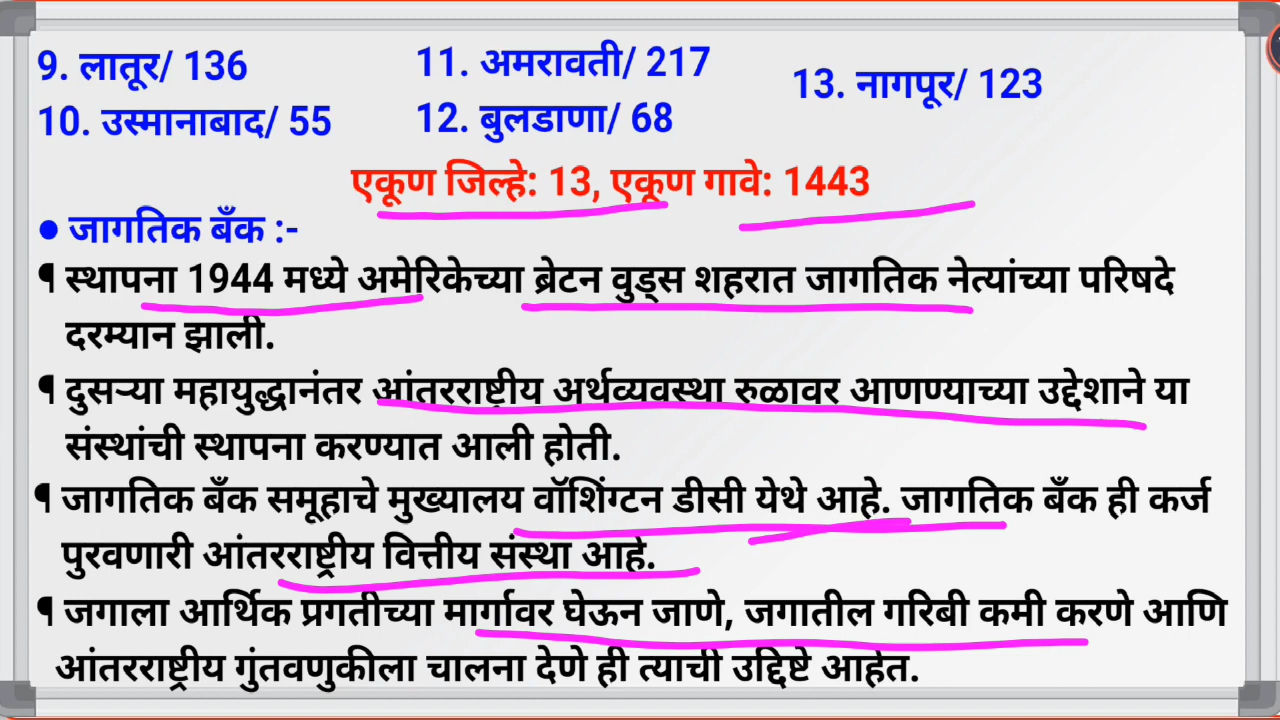 9. लातूर/ 136
10. उस्मानाबाद/ 55
11. अमरावती/ 217
12. बुलडाणा/ 68
13. नागपूर/ 123
एकूण जिल्हे: 13, एकूण गावे: 1443
● जागतिक बँक :-
¶ स्थापना 1944 मध्ये अमेरिकेच्या ब्रेटन वुड्स शहरात जागतिक नेत्यांच्या परिषदे
दरम्यान झाली.
¶ दुसऱ्या महायुद्धानंतर आंतरराष्ट्रीय अर्थव्यवस्था रुळावर आणण्याच्या उद्देशाने या
संस्थांची स्थापना करण्यात आली होती.
¶ जागतिक बँक समूहाचे मुख्यालय वॉशिंग्टन डीसी येथे आहे. जागतिक बँक ही कर्ज
पुरवणारी आंतरराष्ट्रीय वित्तीय संस्था आहे.
¶ जगाला आर्थिक प्रगतीच्या मार्गावर घेऊन जाणे, जगातील गरिबी कमी करणे आणि
आंतरराष्ट्रीय गुंतवणुकीला चालना देणे ही त्याची उद्दिष्टे आहेत.